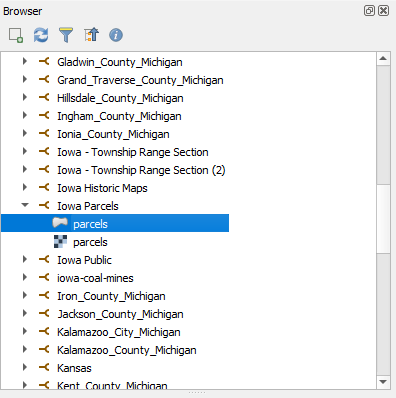 Browser
Gladwin_County_Michigan
Grand_Traverse_County_Michigan
Hillsdale_County_Michigan
Ingham_County_Michigan
Ionia_County_Michigan
Iowa - Township Range Section
Iowa - Township Range Section (2)
Iowa Historic Maps
Iowa Parcels
parcels
parcels
Iowa Public
iowa-coal-mines
Iron_County_Michigan
Jackson_County_Michigan
Kalamazoo_City_Michigan
Kalamazoo_County_Michigan
Kansas
Kent_County_Michigan